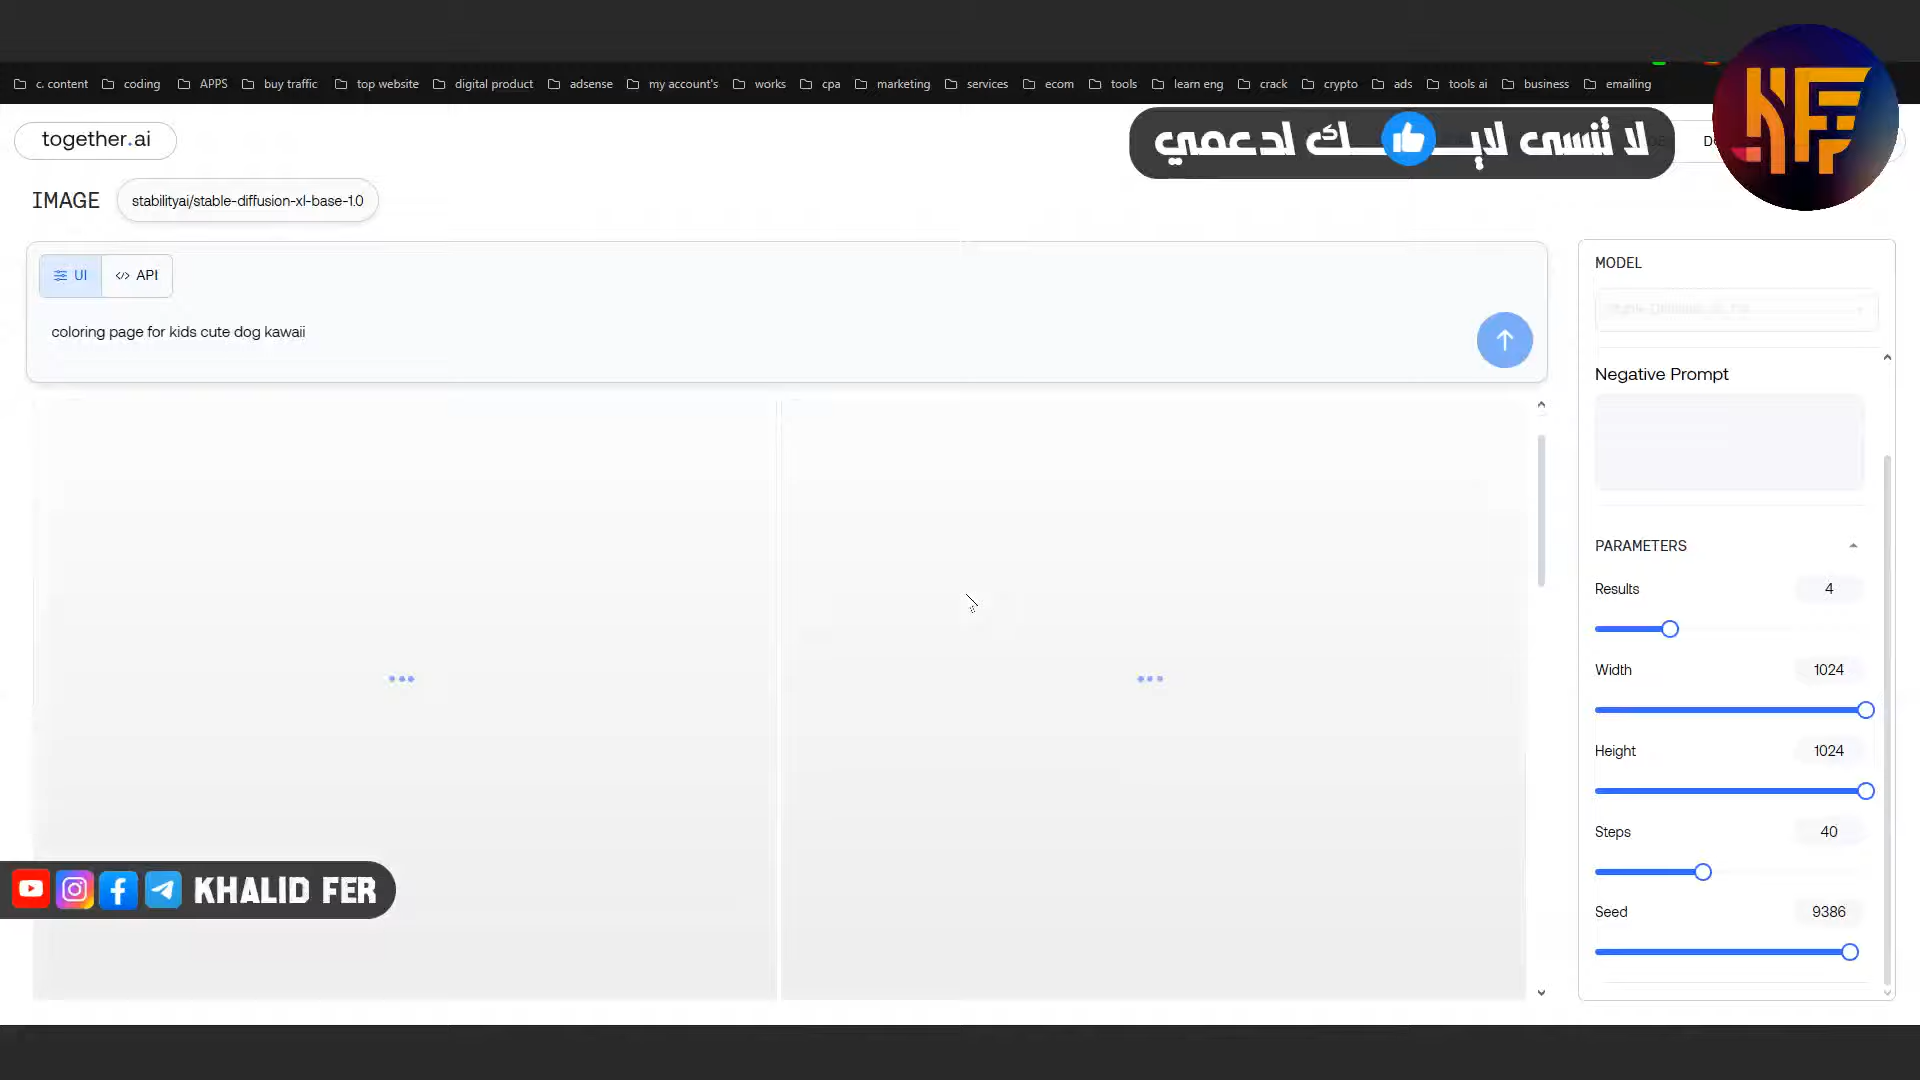 c. content coding APPS buy traffic top website digital product adsense my account's works cpa marketing services ecom tools learn eng crack crypto ads tools ai business emailing
together.ai
لا تنسى لايـــك لدعمي
IMAGE stabilityai/stable-diffusion-xl-base-1.0
UI API
coloring page for kids cute dog kawaii
MODEL
Negative Prompt
PARAMETERS
Results 4
Width 1024
Height 1024
Steps 40
Seed 9386
KHALID FER